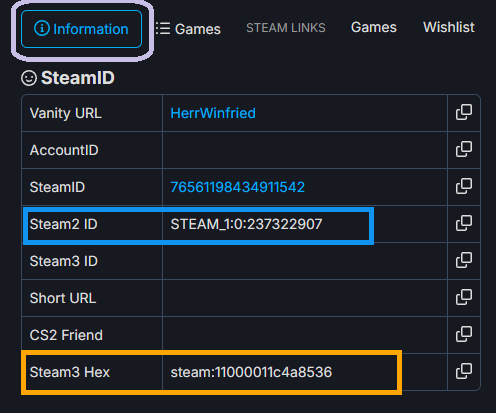 Information
Games
STEAM LINKS
Games
Wishlist
SteamID
Vanity URL HerrWinfried
AccountID
SteamID 76561198434911542
Steam2 ID STEAM_1:0:237322907
Steam3 ID
Short URL
CS2 Friend
Steam3 Hex steam:11000011c4a8536